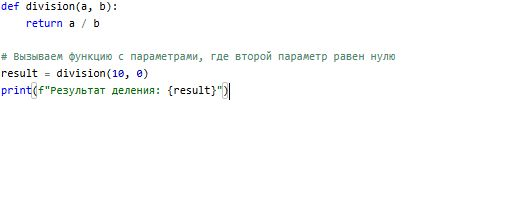 def division(a, b):
    return a / b
# Вызываем функцию с параметрами, где второй параметр равен нулю
result = division(10, 0)
print(f"Результат деления: {result}")